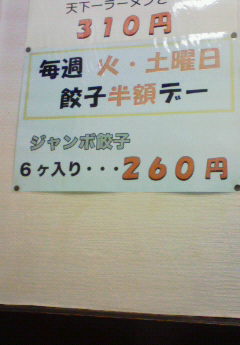 天下一ラーメンと
310円
毎週 火・土曜日
餃子半額デー
ジャンボ餃子
6ヶ入り・・・260円